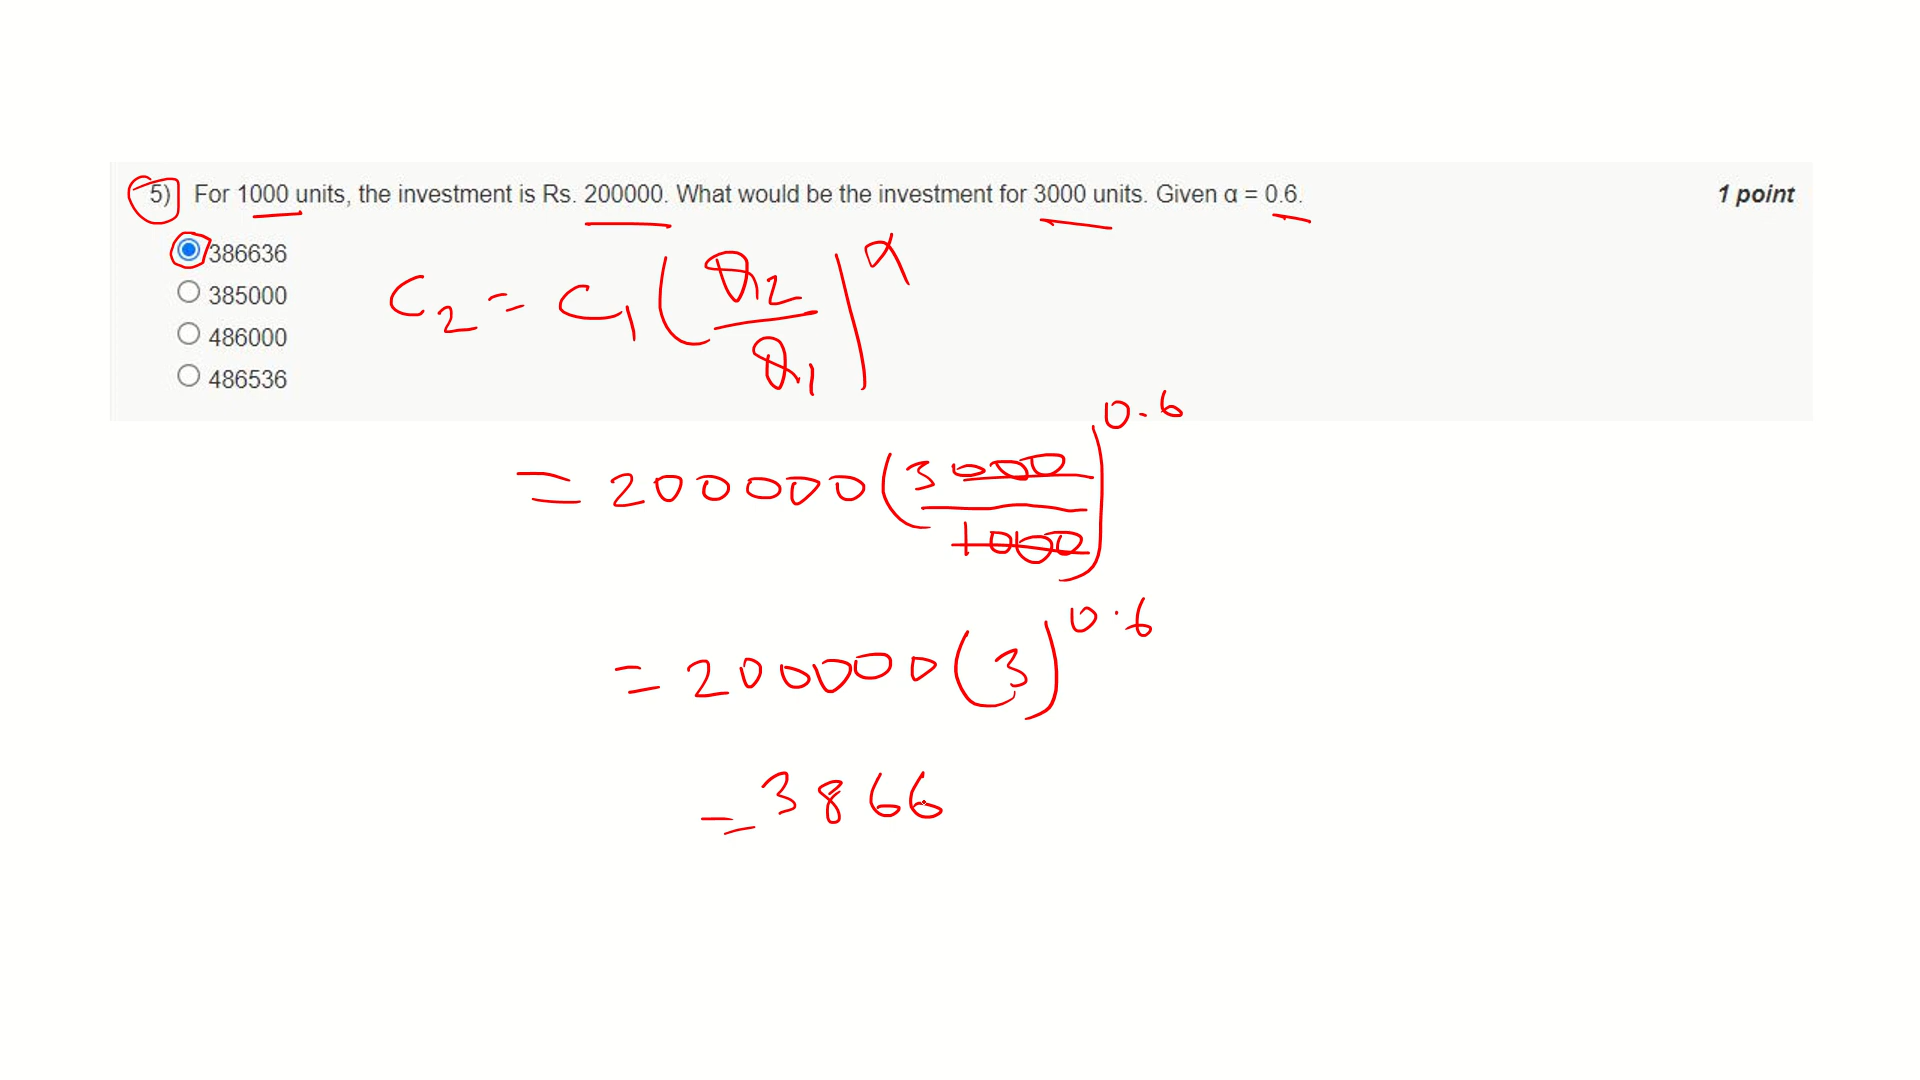 5) For 1000 units, the investment is Rs. 200000. What would be the investment for 3000 units. Given α = 0.6. 1 point
386636
385000
486000
486536
C2 = C1 (Q2/Q1)^α
= 200000 (3000/1000)^0.6
= 200000 (3)^0.6
= 3866